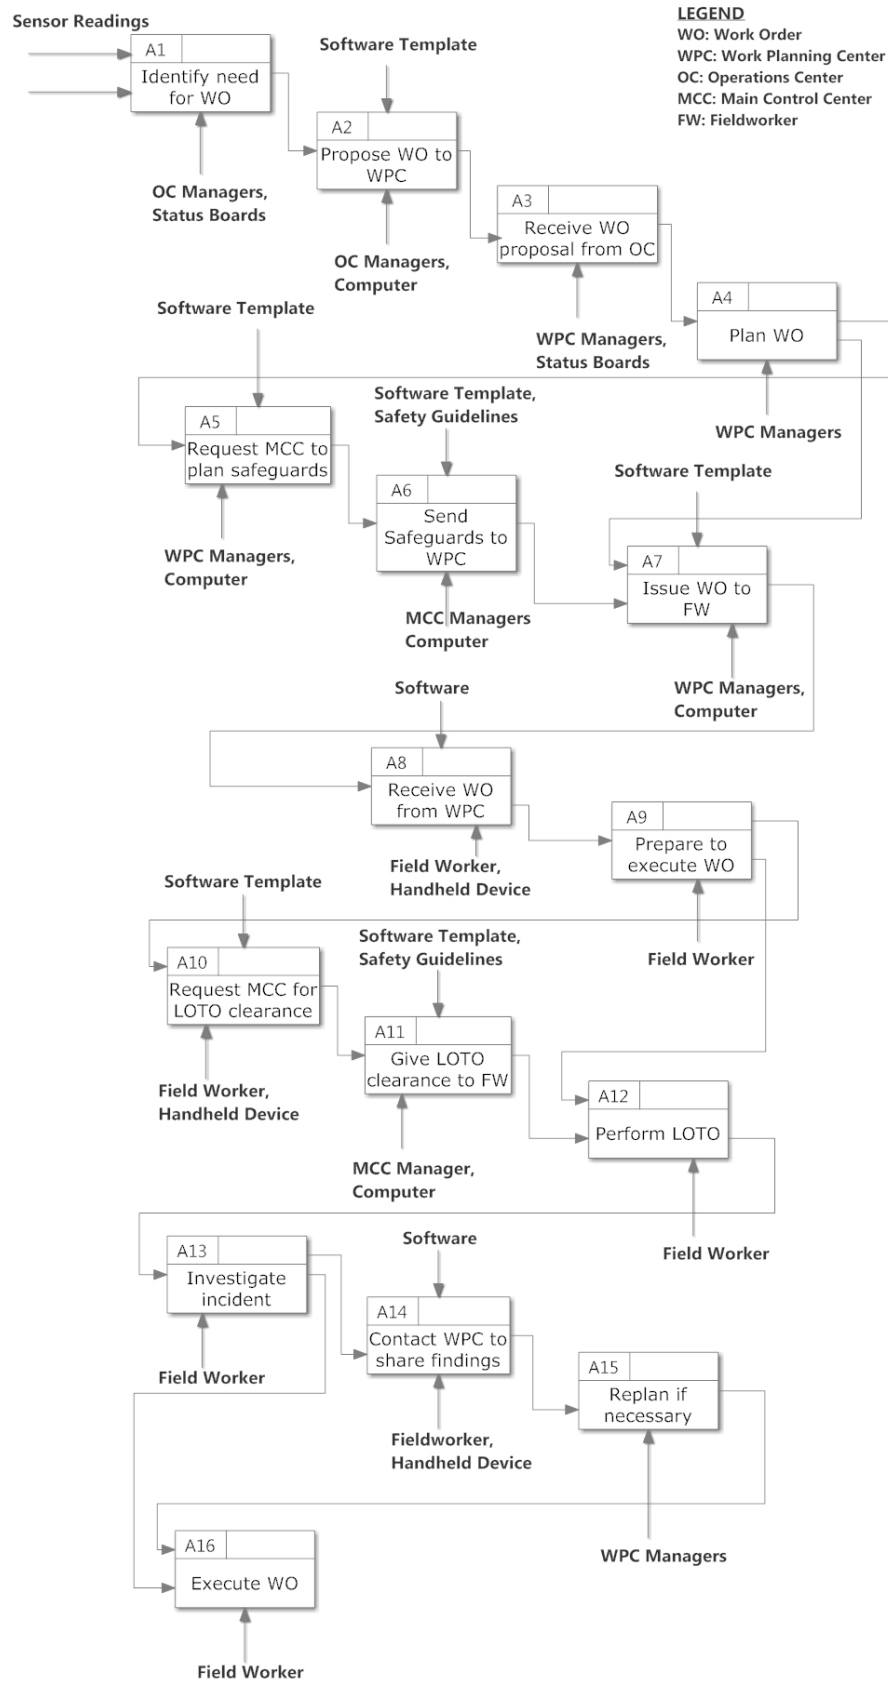 Sensor Readings
LEGEND
WO: Work Order
WPC: Work Planning Center
OC: Operations Center
MCC: Main Control Center
FW: Fieldworker
A1
Identify need
for WO
OC Managers,
Status Boards
Software Template
A2
Propose WO to
WPC
OC Managers,
Computer
A3
Receive WO
proposal from OC
WPC Managers,
Status Boards
A4
Plan WO
WPC Managers
Software Template
A5
Request MCC to
plan safeguards
WPC Managers,
Computer
Software Template,
Safety Guidelines
A6
Send
Safeguards to
WPC
MCC Managers
Computer
Software Template
A7
Issue WO to
FW
WPC Managers,
Computer
Software
A8
Receive WO
from WPC
Field Worker,
Handheld Device
A9
Prepare to
execute WO
Field Worker
Software Template
A10
Request MCC for
LOTO clearance
Field Worker,
Handheld Device
Software Template,
Safety Guidelines
A11
Give LOTO
clearance to FW
MCC Manager,
Computer
A12
Perform LOTO
Field Worker
A13
Investigate
incident
Field Worker
Software
A14
Contact WPC to
share findings
Fieldworker,
Handheld Device
A15
Replan if
necessary
WPC Managers
A16
Execute WO
Field Worker